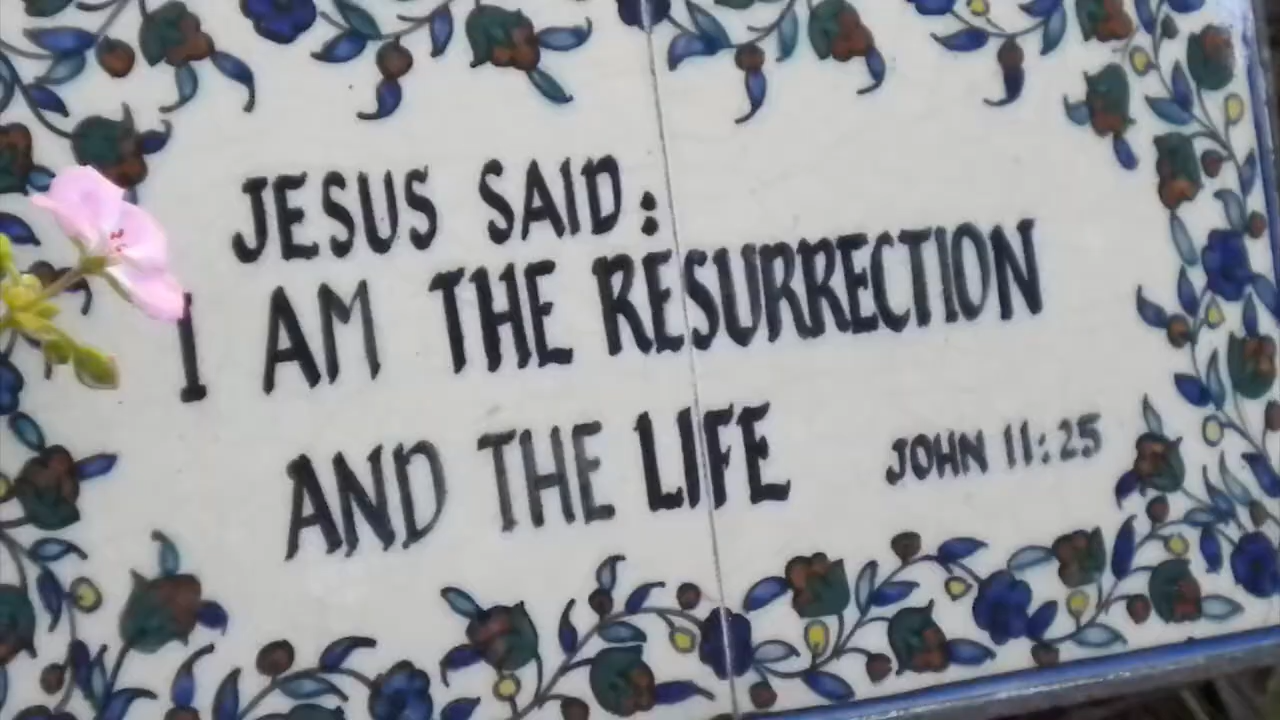 JESUS SAID:
I AM THE RESURRECTION
AND THE LIFE
JOHN 11:25